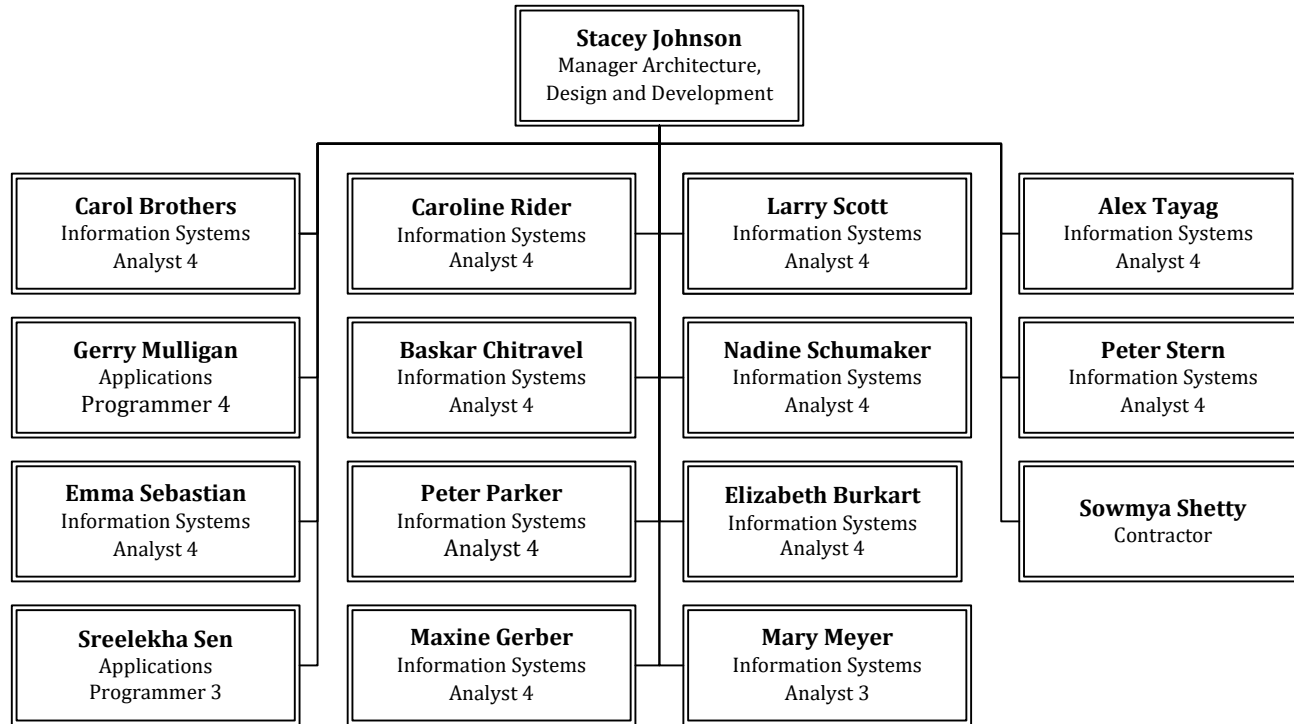 Stacey Johnson
Manager Architecture,
Design and Development
Carol Brothers
Information Systems
Analyst 4
Caroline Rider
Information Systems
Analyst 4
Larry Scott
Information Systems
Analyst 4
Alex Tayag
Information Systems
Analyst 4
Gerry Mulligan
Applications
Programmer 4
Baskar Chitravel
Information Systems
Analyst 4
Nadine Schumaker
Information Systems
Analyst 4
Peter Stern
Information Systems
Analyst 4
Emma Sebastian
Information Systems
Analyst 4
Peter Parker
Information Systems
Analyst 4
Elizabeth Burkart
Information Systems
Analyst 4
Sowmya Shetty
Contractor
Sreelekha Sen
Applications
Programmer 3
Maxine Gerber
Information Systems
Analyst 4
Mary Meyer
Information Systems
Analyst 3